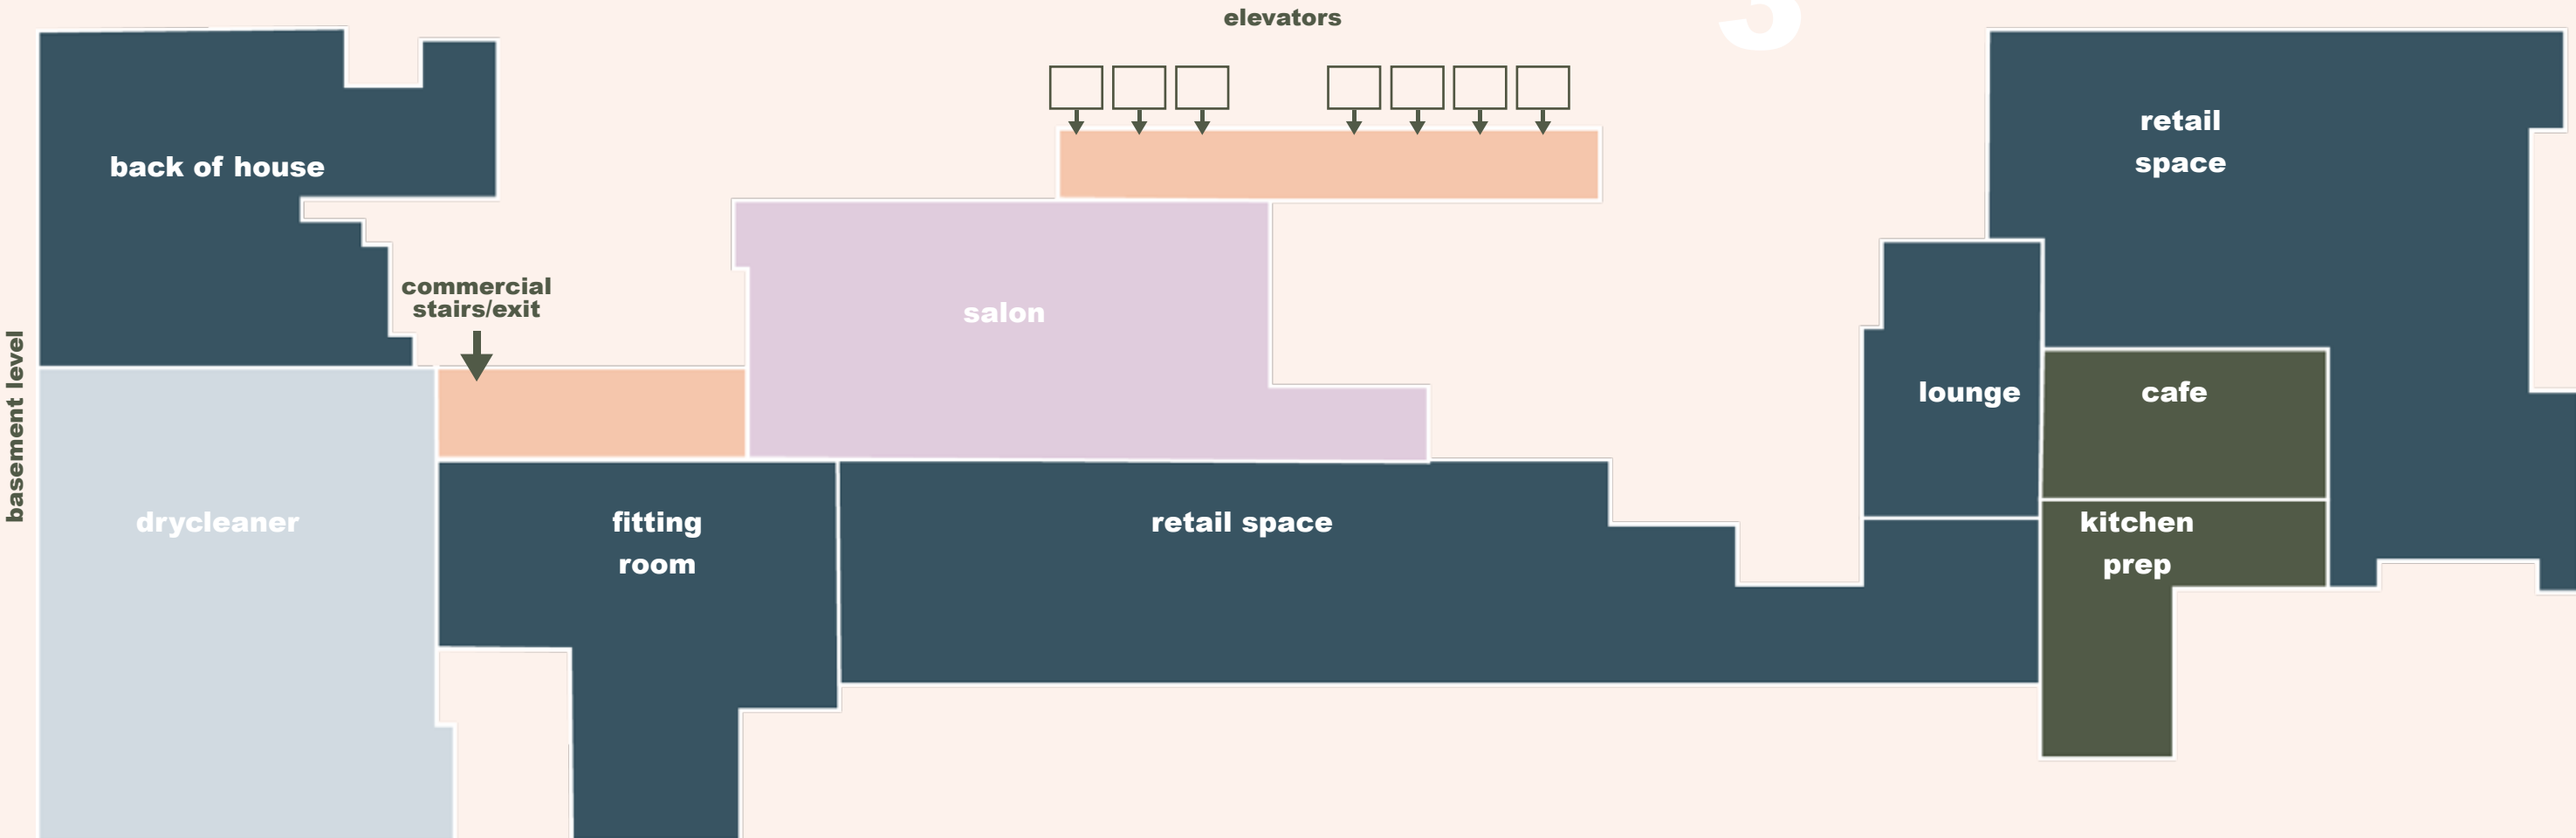 elevators
3
retail
space
back of house
commercial
stairs/exit
salon
basement level
lounge
cafe
drycleaner
fitting
room
retail space
kitchen
prep